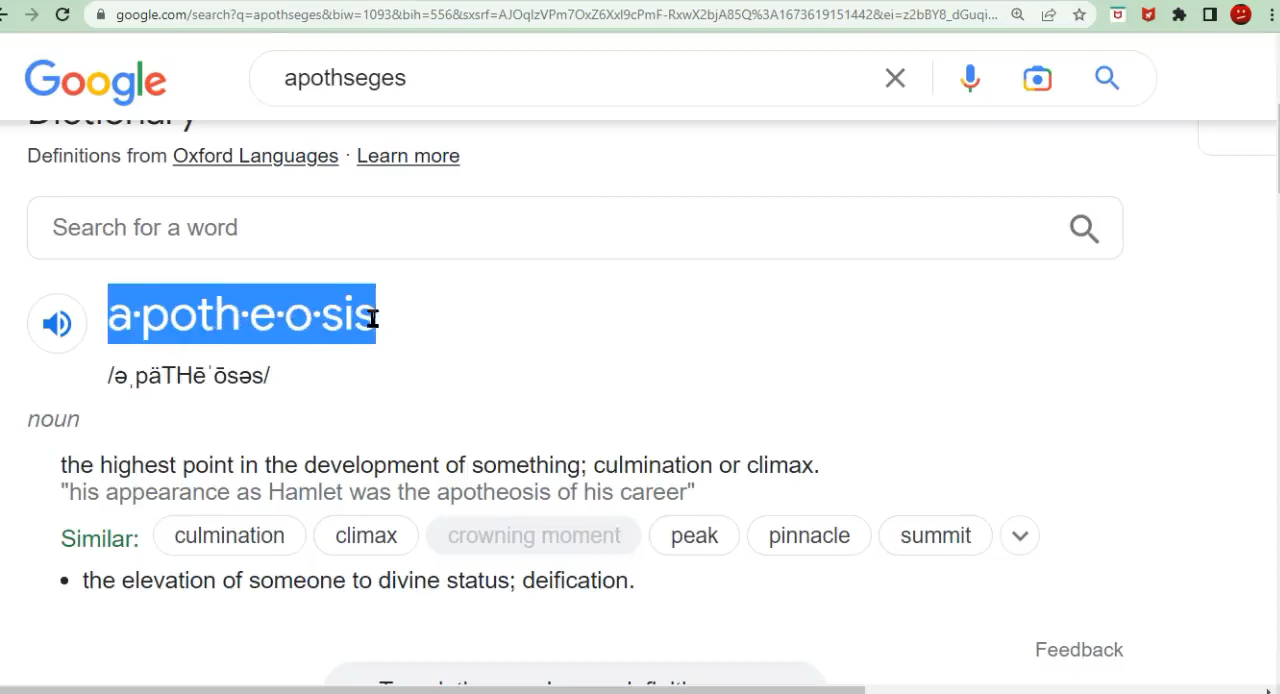 google.com/search?q=apothseges&biw=1093&bih=556&sxsrf=AJOqlzVPm7OxZ6Xxl9cPmF-RxwX2bjA85Q%3A1673619151442&ei=z2bBY8_dGuqi...
Google
apothseges
Dictionary
Definitions from Oxford Languages · Learn more
Search for a word
a·poth·e·o·sis
/əˌpäTHēˈōsəs/
noun
the highest point in the development of something; culmination or climax.
"his appearance as Hamlet was the apotheosis of his career"
Similar: culmination climax crowning moment peak pinnacle summit
• the elevation of someone to divine status; deification.
Feedback